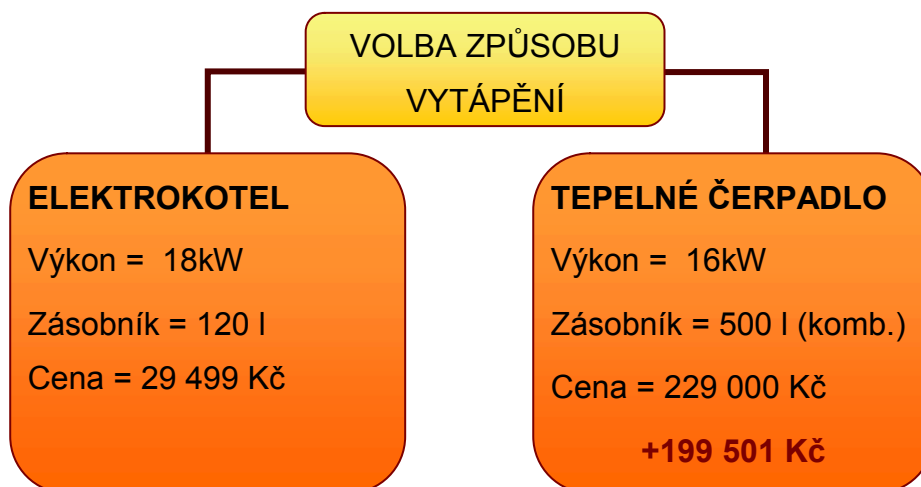 VOLBA ZPŮSOBU
VYTÁPĚNÍ
ELEKTROKOTEL
Výkon = 18kW
Zásobník = 120 l
Cena = 29 499 Kč
TEPELNÉ ČERPADLO
Výkon = 16kW
Zásobník = 500 l (komb.)
Cena = 229 000 Kč
+199 501 Kč